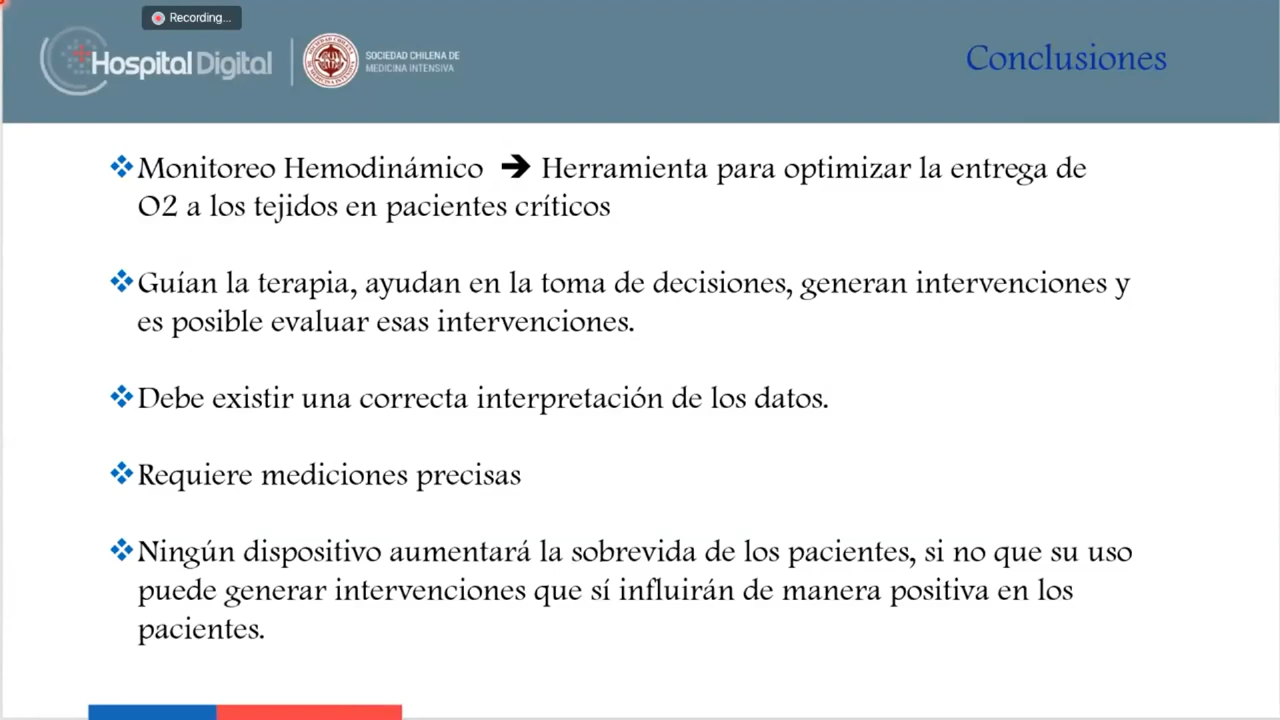 Recording...
Hospital Digital
SOCIEDAD CHILENA DE
MEDICINA INTENSIVA
Conclusiones
Monitoreo Hemodinámico ➔ Herramienta para optimizar la entrega de
O2 a los tejidos en pacientes críticos
Guían la terapia, ayudan en la toma de decisiones, generan intervenciones y
es posible evaluar esas intervenciones.
Debe existir una correcta interpretación de los datos.
Requiere mediciones precisas
Ningún dispositivo aumentará la sobrevida de los pacientes, si no que su uso
puede generar intervenciones que sí influirán de manera positiva en los
pacientes.